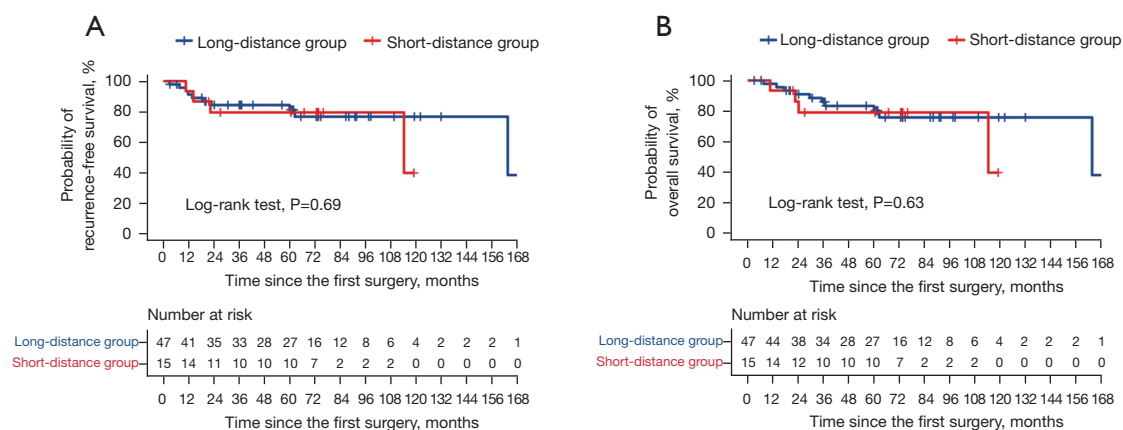 A
Long-distance group Short-distance group
Probability of
recurrence-free survival, %
100
80
60
40
20
0
Log-rank test, P=0.69
0 12 24 36 48 60 72 84 96 108 120 132 144 156 168
Time since the first surgery, months
Number at risk
Long-distance group 47 41 35 33 28 27 16 12 8 6 4 2 2 2 1
Short-distance group 15 14 11 10 10 10 7 2 2 2 0 0 0 0 0
0 12 24 36 48 60 72 84 96 108 120 132 144 156 168
Time since the first surgery, months
B
Long-distance group Short-distance group
Probability of
overall survival, %
100
80
60
40
20
0
Log-rank test, P=0.63
0 12 24 36 48 60 72 84 96 108 120 132 144 156 168
Time since the first surgery, months
Number at risk
Long-distance group 47 44 38 34 28 27 16 12 8 6 4 2 2 2 1
Short-distance group 15 14 12 10 10 10 7 2 2 2 0 0 0 0 0
0 12 24 36 48 60 72 84 96 108 120 132 144 156 168
Time since the first surgery, months